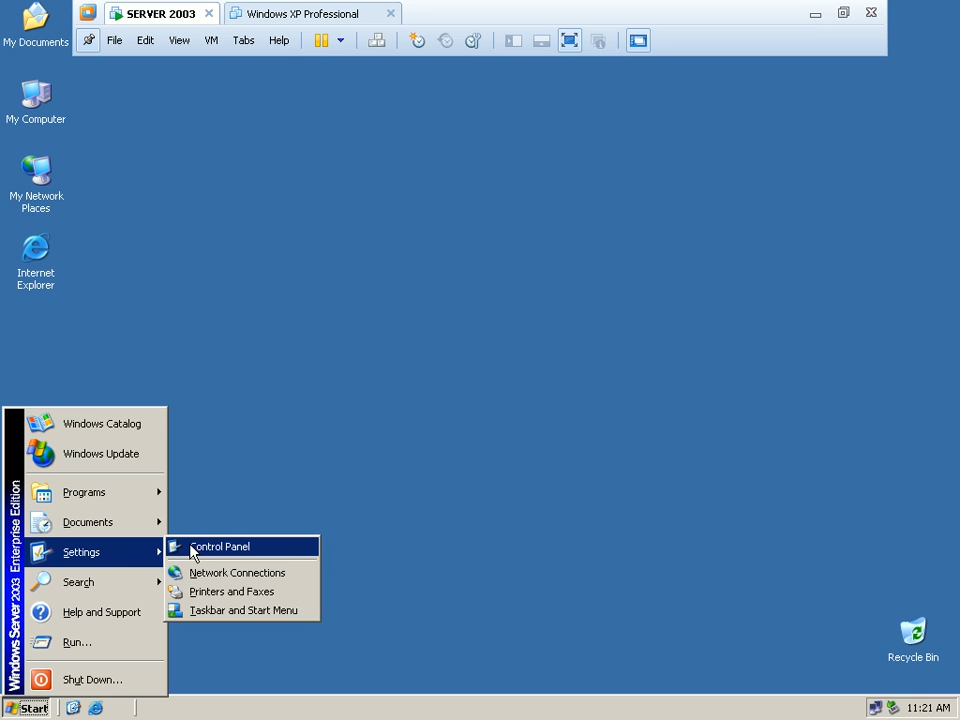 SERVER 2003
Windows XP Professional
File Edit View VM Tabs Help
My Documents
My Computer
My Network
Places
Internet
Explorer
Windows Catalog
Windows Update
Programs
Documents
Settings
Search
Help and Support
Run...
Shut Down...
Windows Server 2003 Enterprise Edition
Control Panel
Network Connections
Printers and Faxes
Taskbar and Start Menu
Recycle Bin
Start
11:21 AM